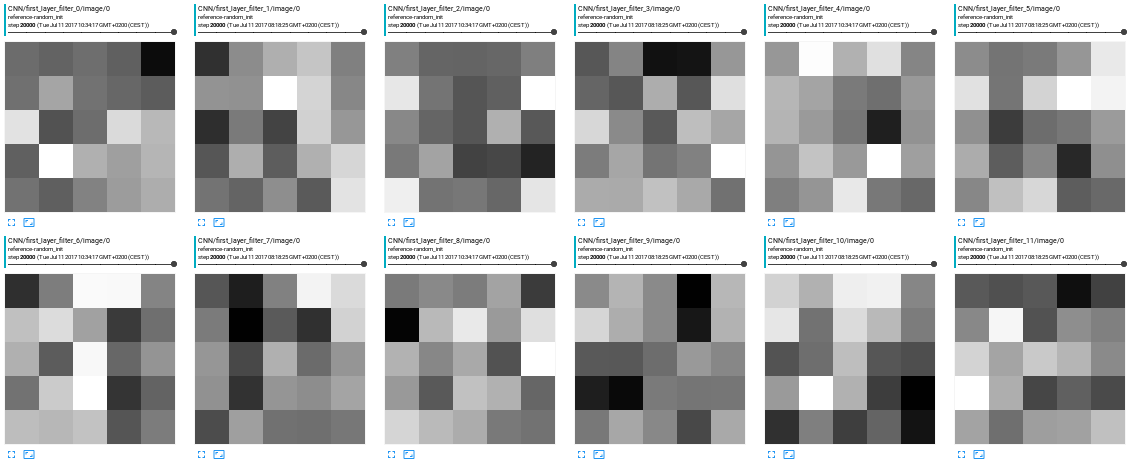 CNN/first_layer_filter_0/image/0
reference-random_init
step 20000 (Tue Jul 11 2017 10:34:17 GMT+0200 (CEST))
CNN/first_layer_filter_1/image/0
reference-random_init
step 20000 (Tue Jul 11 2017 08:18:25 GMT+0200 (CEST))
CNN/first_layer_filter_2/image/0
reference-random_init
step 20000 (Tue Jul 11 2017 10:34:17 GMT+0200 (CEST))
CNN/first_layer_filter_3/image/0
reference-random_init
step 20000 (Tue Jul 11 2017 08:18:25 GMT+0200 (CEST))
CNN/first_layer_filter_4/image/0
reference-random_init
step 20000 (Tue Jul 11 2017 08:18:25 GMT+0200 (CEST))
CNN/first_layer_filter_5/image/0
reference-random_init
step 20000 (Tue Jul 11 2017 08:18:25 GMT+0200 (CEST))
CNN/first_layer_filter_6/image/0
reference-random_init
step 20000 (Tue Jul 11 2017 10:34:17 GMT+0200 (CEST))
CNN/first_layer_filter_7/image/0
reference-random_init
step 20000 (Tue Jul 11 2017 08:18:25 GMT+0200 (CEST))
CNN/first_layer_filter_8/image/0
reference-random_init
step 20000 (Tue Jul 11 2017 10:34:17 GMT+0200 (CEST))
CNN/first_layer_filter_9/image/0
reference-random_init
step 20000 (Tue Jul 11 2017 08:18:25 GMT+0200 (CEST))
CNN/first_layer_filter_10/image/0
reference-random_init
step 20000 (Tue Jul 11 2017 08:18:25 GMT+0200 (CEST))
CNN/first_layer_filter_11/image/0
reference-random_init
step 20000 (Tue Jul 11 2017 08:18:25 GMT+0200 (CEST))